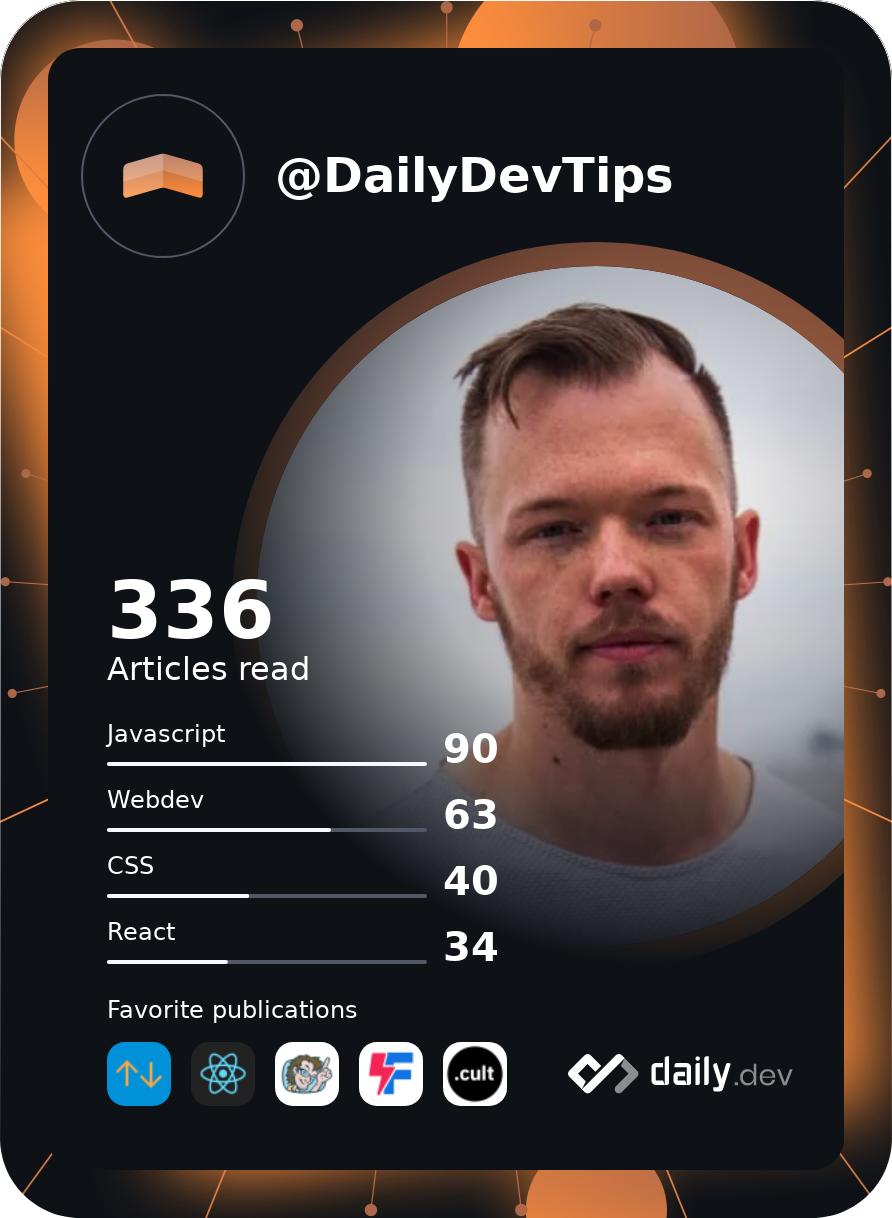 @DailyDevTips
336
Articles read
Javascript
90
Webdev
63
CSS
40
React
34
Favorite publications
.cult
daily.dev